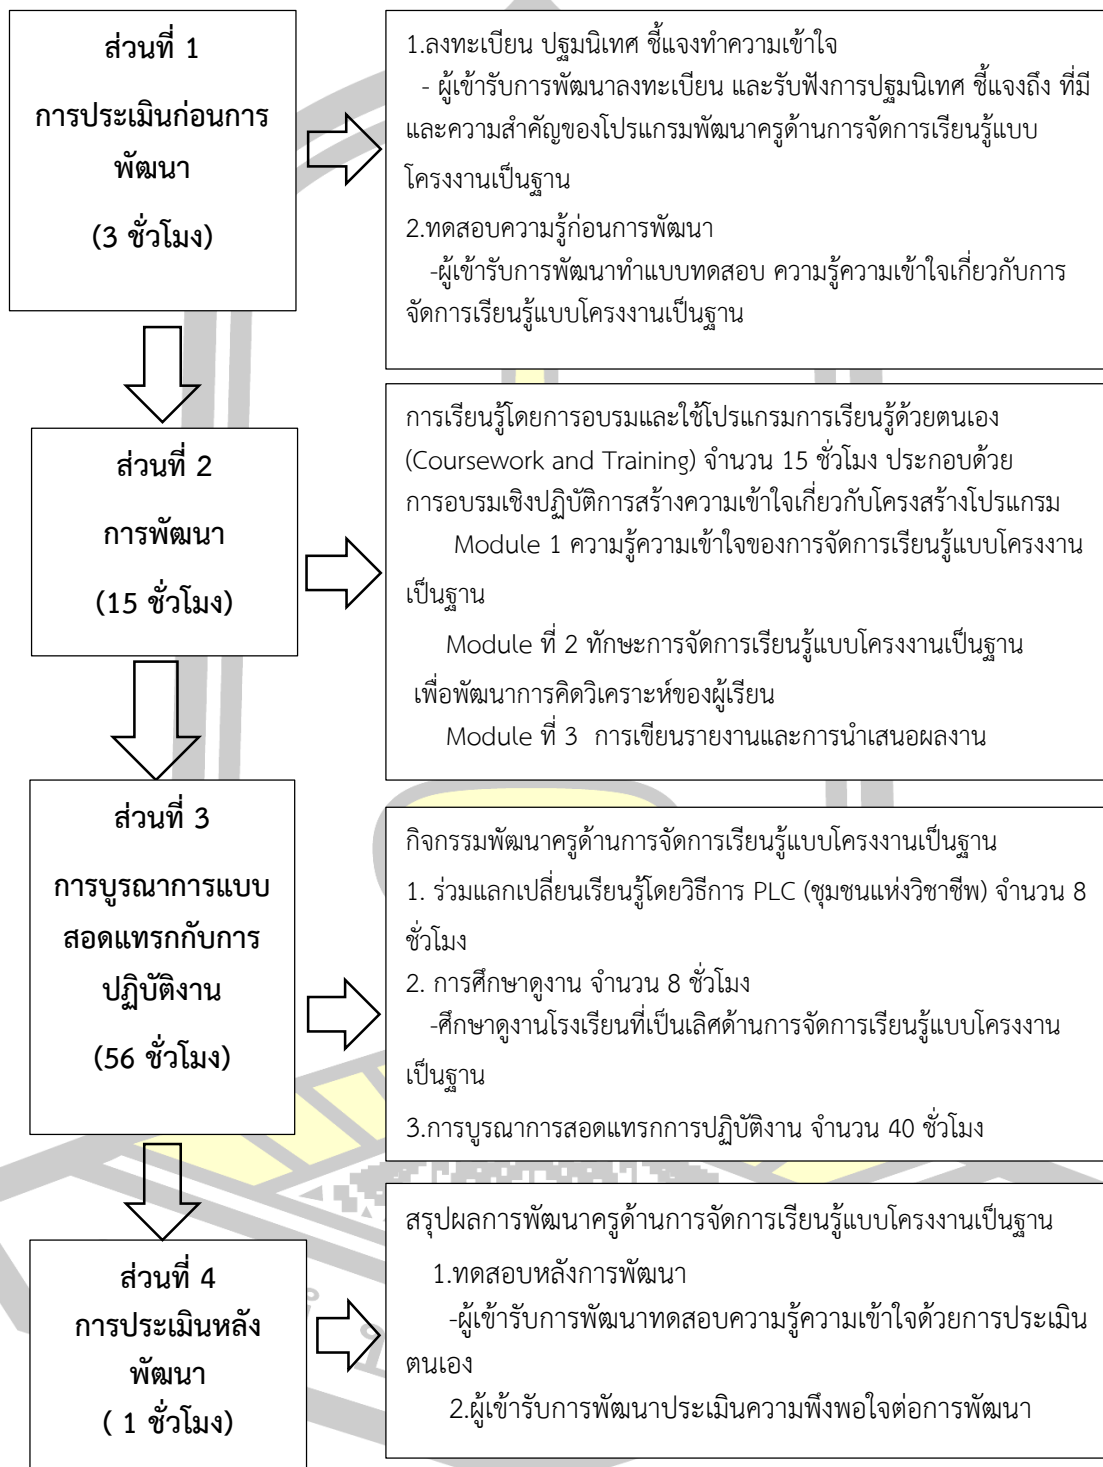 ส่วนที่ 1
การประเมินก่อนการ
พัฒนา
(3 ชั่วโมง)
1.ลงทะเบียน ปฐมนิเทศ ชี้แจงทำความเข้าใจ
- ผู้เข้ารับการพัฒนาลงทะเบียน และรับฟังการปฐมนิเทศ ชี้แจงถึง ที่มี
และความสำคัญของโปรแกรมพัฒนาครูด้านการจัดการเรียนรู้แบบ
โครงงานเป็นฐาน
2.ทดสอบความรู้ก่อนการพัฒนา
-ผู้เข้ารับการพัฒนาทำแบบทดสอบ ความรู้ความเข้าใจเกี่ยวกับการ
จัดการเรียนรู้แบบโครงงานเป็นฐาน
ส่วนที่ 2
การพัฒนา
(15 ชั่วโมง)
การเรียนรู้โดยการอบรมและใช้โปรแกรมการเรียนรู้ด้วยตนเอง
(Coursework and Training) จำนวน 15 ชั่วโมง ประกอบด้วย
การอบรมเชิงปฏิบัติการสร้างความเข้าใจเกี่ยวกับโครงสร้างโปรแกรม
Module 1 ความรู้ความเข้าใจของการจัดการเรียนรู้แบบโครงงาน
เป็นฐาน
Module ที่ 2 ทักษะการจัดการเรียนรู้แบบโครงงานเป็นฐาน
เพื่อพัฒนาการคิดวิเคราะห์ของผู้เรียน
Module ที่ 3 การเขียนรายงานและการนำเสนอผลงาน
ส่วนที่ 3
การบูรณาการแบบ
สอดแทรกกับการ
ปฏิบัติงาน
(56 ชั่วโมง)
กิจกรรมพัฒนาครูด้านการจัดการเรียนรู้แบบโครงงานเป็นฐาน
1. ร่วมแลกเปลี่ยนเรียนรู้โดยวิธีการ PLC (ชุมชนแห่งวิชาชีพ) จำนวน 8
ชั่วโมง
2. การศึกษาดูงาน จำนวน 8 ชั่วโมง
-ศึกษาดูงานโรงเรียนที่เป็นเลิศด้านการจัดการเรียนรู้แบบโครงงาน
เป็นฐาน
3.การบูรณาการสอดแทรกการปฏิบัติงาน จำนวน 40 ชั่วโมง
ส่วนที่ 4
การประเมินหลัง
พัฒนา
( 1 ชั่วโมง)
สรุปผลการพัฒนาครูด้านการจัดการเรียนรู้แบบโครงงานเป็นฐาน
1.ทดสอบหลังการพัฒนา
-ผู้เข้ารับการพัฒนาทดสอบความรู้ความเข้าใจด้วยการประเมิน
ตนเอง
2.ผู้เข้ารับการพัฒนาประเมินความพึงพอใจต่อการพัฒนา